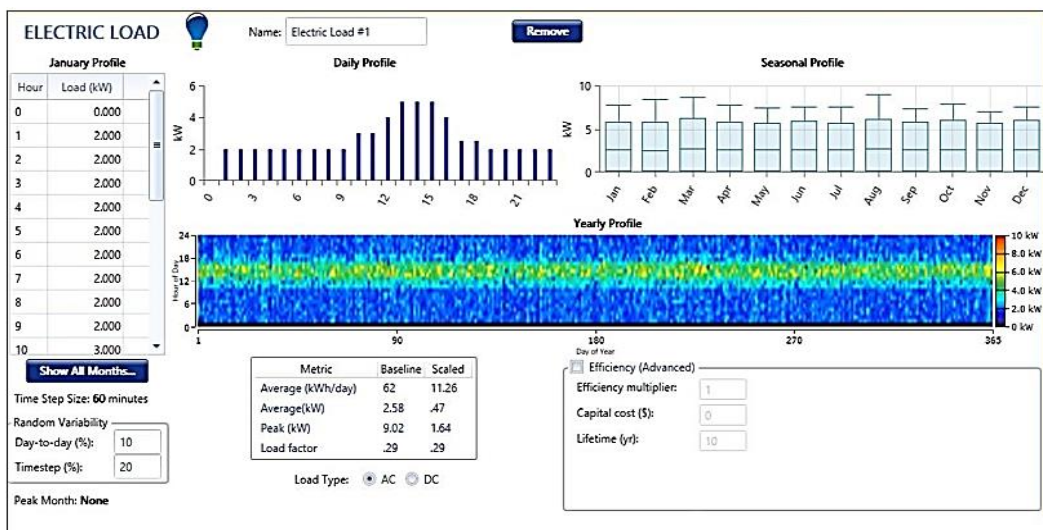 ELECTRIC LOAD
Name: Electric Load #1
Remove
January Profile
Hour Load (kW)
0 0.000
1 2.000
2 2.000
3 2.000
4 2.000
5 2.000
6 2.000
7 2.000
8 2.000
9 2.000
10 3.000
Show All Months...
Time Step Size: 60 minutes
Random Variability
Day-to-day (%): 10
Timestep (%): 20
Peak Month: None
Daily Profile
kW
6
4
2
0
0 3 6 9 12 15 18 21
Seasonal Profile
kW
10
5
0
Jan Feb Mar Apr May Jun Jul Aug Sep Oct Nov Dec
Yearly Profile
Hour of Day
24
18
12
6
0
1 90 180 270 365
Day of Year
10 kW
8.0 kW
6.0 kW
4.0 kW
2.0 kW
0 kW
Metric Baseline Scaled
Average (kWh/day) 62 11.26
Average(kW) 2.58 .47
Peak (kW) 9.02 1.64
Load factor .29 .29
Load Type: AC DC
Efficiency (Advanced)
Efficiency multiplier: 1
Capital cost ($): 0
Lifetime (yr): 10